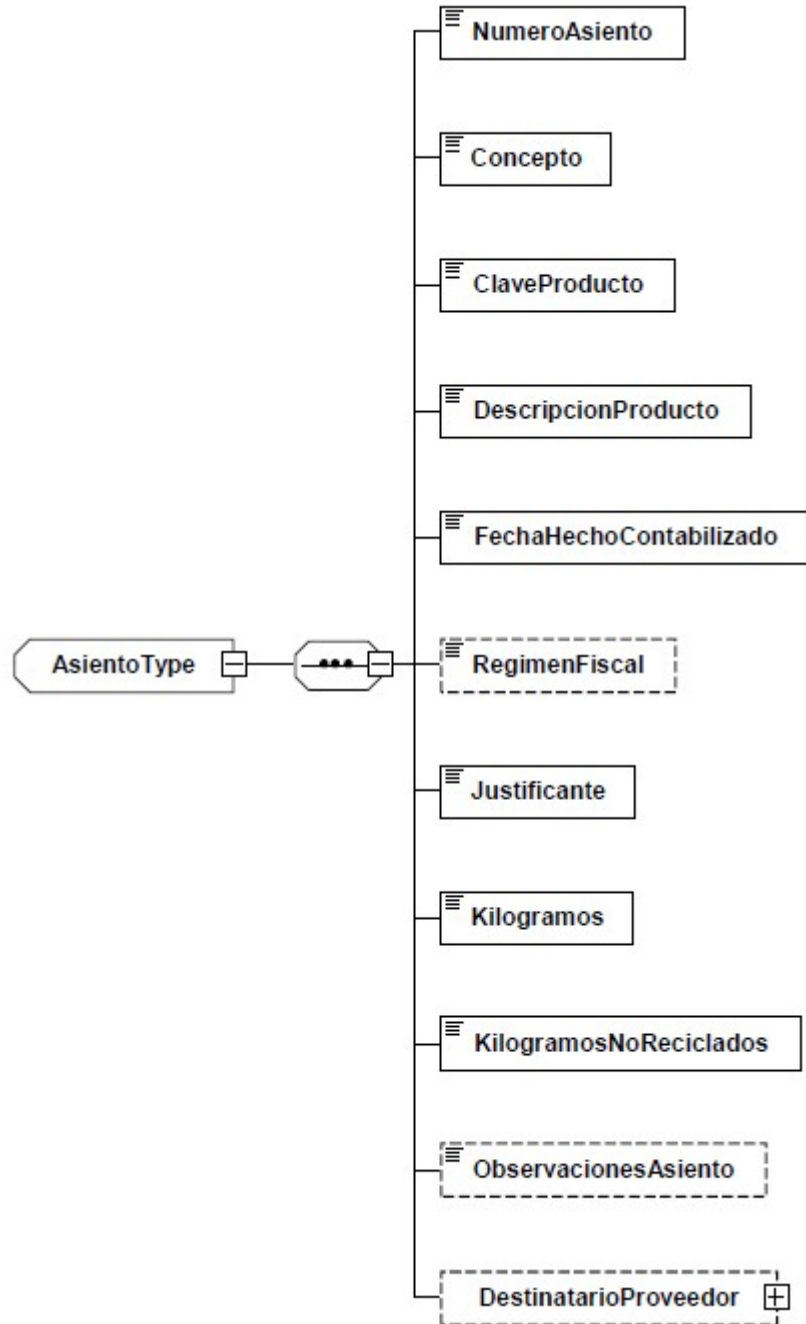 NumeroAsiento
Concepto
ClaveProducto
DescripcionProducto
FechaHechoContabilizado
AsientoType
RegimenFiscal
Justificante
Kilogramos
KilogramosNoReciclados
ObservacionesAsiento
DestinatarioProveedor